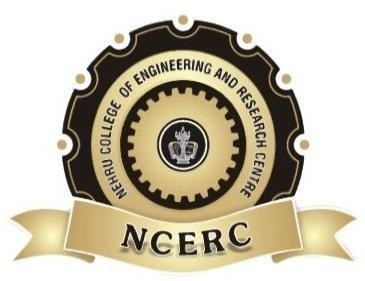 NEHRU COLLEGE OF ENGINEERING AND RESEARCH CENTRE
NCERC